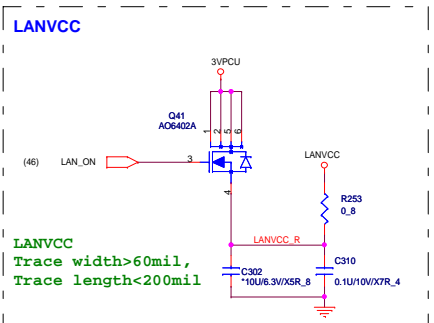 LANVCC
3VPCU
Q41
AO6402A
1
2
5
6
(46)
LAN_ON
3
4
LANVCC
R253
0_8
LANVCC_R
LANVCC
Trace width>60mil,
Trace length<200mil
C302
*10U/6.3V/X5R_8
C310
0.1U/10V/X7R_4